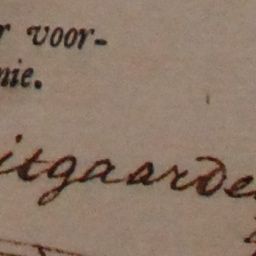 r voor-
nie.
itgaarde